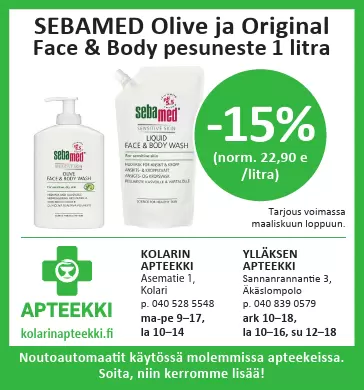 SEBAMED Olive ja Original
Face & Body pesuneste 1 litra
sebamed
OLIVE
FACE & BODY WASH
sebamed
SENSITIVE SKIN
LIQUID
FACE & BODY WASH
For sensitive skin
-15%
(norm. 22,90 e
/litra)
Tarjous voimassa
maaliskuun loppuun.
APTEEKKI
kolarinapteekki.fi
KOLARIN
APTEEKKI
Asematie 1,
Kolari
p. 040 528 5548
ma-pe 9–17,
la 10–14
YLLÄKSEN
APTEEKKI
Sannanrannantie 3,
Äkäslompolo
p. 040 839 0579
ark 10–18,
la 10–16, su 12–18
Noutoautomaatit käytössä molemmissa apteekeissa.
Soita, niin kerromme lisää!